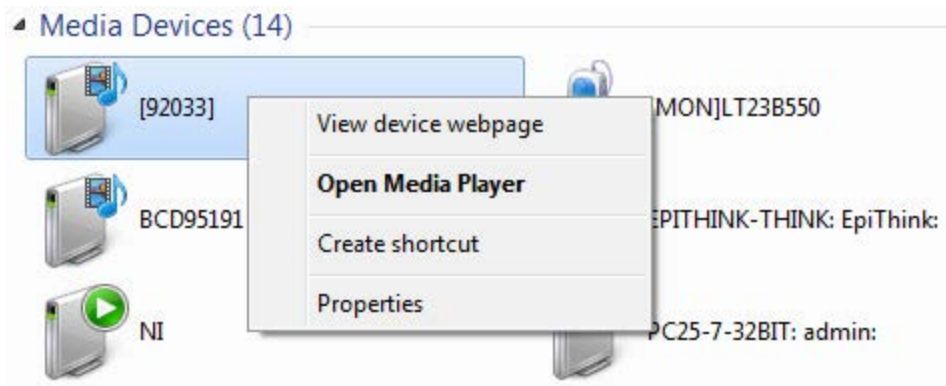 Media Devices (14)
[92033]
MON]LT23B550
View device webpage
Open Media Player
BCD95191
EPITHINK-THINK: EpiThink:
Create shortcut
Properties
NI
PC25-7-32BIT: admin: